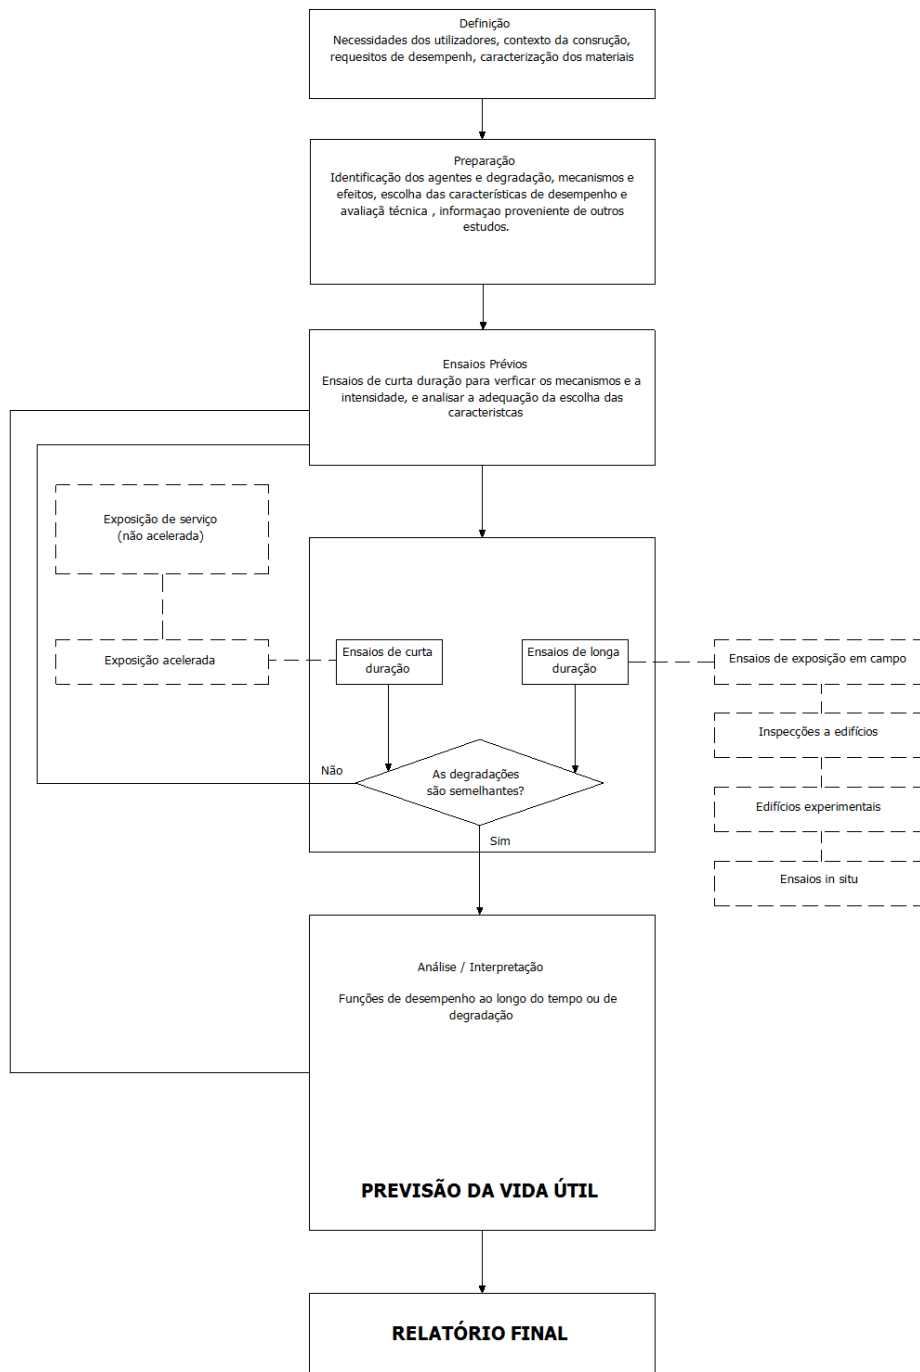 Definição
Necessidades dos utilizadores, contexto da consrução,
requesitos de desempenh, caracterização dos materiais
Preparação
Identificação dos agentes e degradação, mecanismos e
efeitos, escolha das características de desempenho e
avaliaçã técnica , informaçao proveniente de outros
estudos.
Ensaios Prévios
Ensaios de curta duração para verficar os mecanismos e a
intensidade, e analisar a adequação da escolha das
caracteristcas
Exposição de serviço
(não acelerada)
Exposição acelerada
Ensaios de curta
duração
Ensaios de longa
duração
Ensaios de exposição em campo
Inspecções a edifícios
Edifícios experimentais
Ensaios in situ
As degradações
são semelhantes?
Não
Sim
Análise / Interpretação
Funções de desempenho ao longo do tempo ou de
degradação
PREVISÃO DA VIDA ÚTIL
RELATÓRIO FINAL